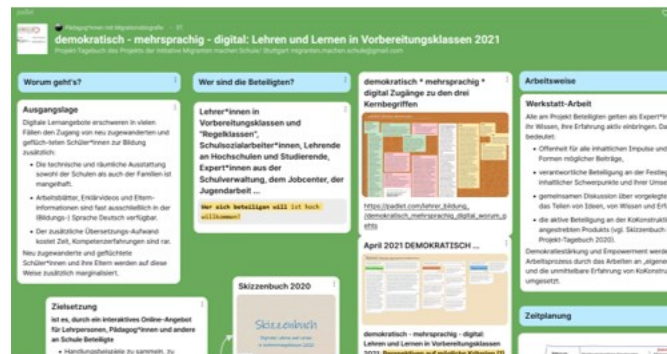 padlet
Pädagog*innen mit Migrationsbiografie
demokratisch - mehrsprachig - digital: Lehren und Lernen in Vorbereitungsklassen 2021
Projekt Tagebuch des Projekts der Initiative Migranten machen Schule/ Stuttgart migranten.machen.schule@gmail.com
Worum geht's?
Ausgangslage
Digitale Lernangebote erschweren in vielen
Fällen den Zugang von neu zugewanderten und
geflüch-teten Schüler*innen zur Bildung
zusätzlich:
• Die technische und räumliche Ausstattung
sowohl der Schulen als auch der Familien ist
mangelhaft.
• Arbeitsblätter, Erklärvideos und Eltern-
informationen sind fast ausschließlich in der
(Bildungs-) Sprache Deutsch verfügbar.
• Der zusätzliche Übersetzungs-Aufwand
kostet Zeit, Kompetenzerfahrungen sind rar.
Neu zugewanderte und geflüchtete
Schüler*innen und ihre Eltern werden auf diese
Weise zusätzlich marginalisiert.
Zielsetzung
ist es, durch ein interaktives Online-Angebot
für Lehrpersonen, Pädagog*innen und andere
an Schule Beteiligte
• Handlungsbeispiele zu sammeln, zu
Wer sind die Beteiligten?
Lehrer*innen in
Vorbereitungsklassen und
"Regelklassen",
Schulsozialarbeiter*innen, Lehrende
an Hochschulen und Studierende,
Expert*innen aus der
Schulverwaltung, dem Jobcenter, der
Jugendarbeit ...
Wer sich beteiligen will ist hoch
willkommen!
Skizzenbuch 2020
Skizzenbuch
demokratisch * mehrsprachig *
digital Zugänge zu den drei
Kernbegriffen
https://padlet.com/lehrer_bildung_
/demokratisch_mehrsprachig_digital_worum_g
ehts
April 2021 DEMOKRATISCH ...
demokratisch - mehrsprachig - digital:
Lehren und Lernen in Vorbereitungsklassen
Arbeitsweise
Werkstatt-Arbeit
Alle am Projekt Beteiligten gelten als Expert*in
ihr Wissen, ihre Erfahrung aktiv einbringen. Da
bedeutet:
• Offenheit für alle inhaltlichen Impulse und
Formen möglicher Beiträge,
• verantwortliche Beteiligung an der Festleg
inhaltlicher Schwerpunkte und ihrer Umse
• gemeinsamen Diskussion über vorgelegte
das Teilen von Ideen, von Wissen und Erf
• die aktive Beteiligung an der KoKonstrukti
angestrebten Produkts (vgl. Skizzenbuch
Projekt-Tagebuch 2020).
Demokratiestärkung und Empowerment werde
Arbeitsprozess durch das Arbeiten an „eigene
und die unmittelbare Erfahrung von KoKonstru
umgesetzt.
Zeitplanung